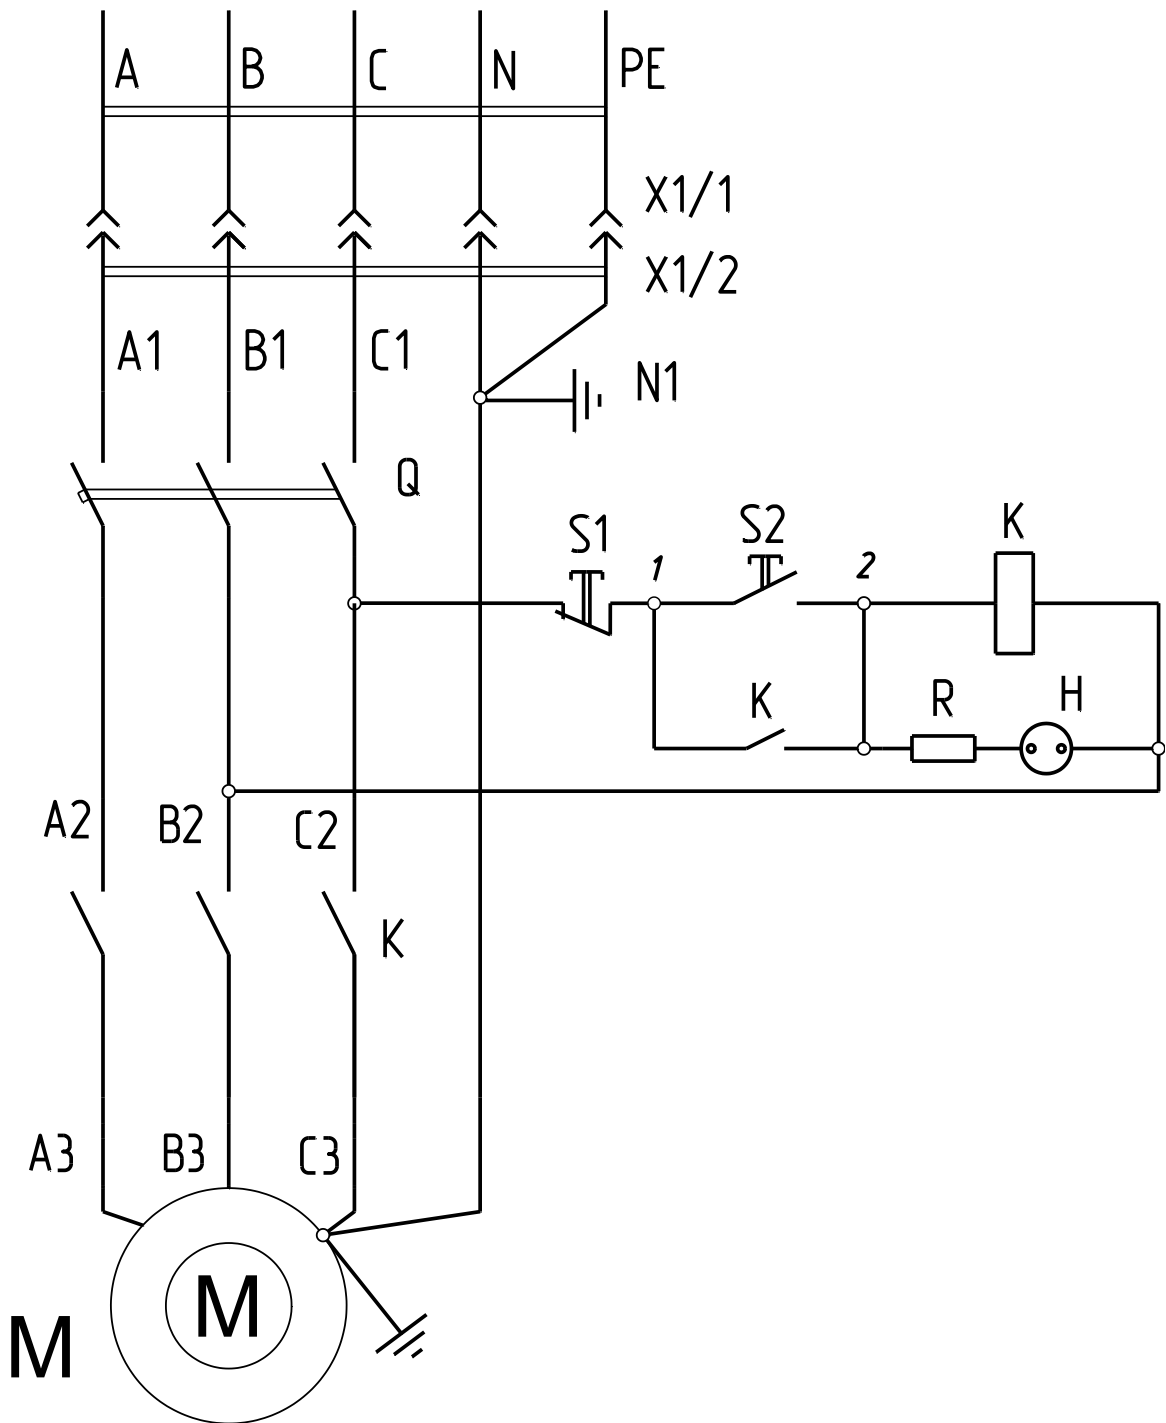 A B C N PE
X1/1
X1/2
A1 B1 C1
N1
Q
S1 1 S2 2 K
K R H
A2 B2 C2
K
A3 B3 C3
M
M